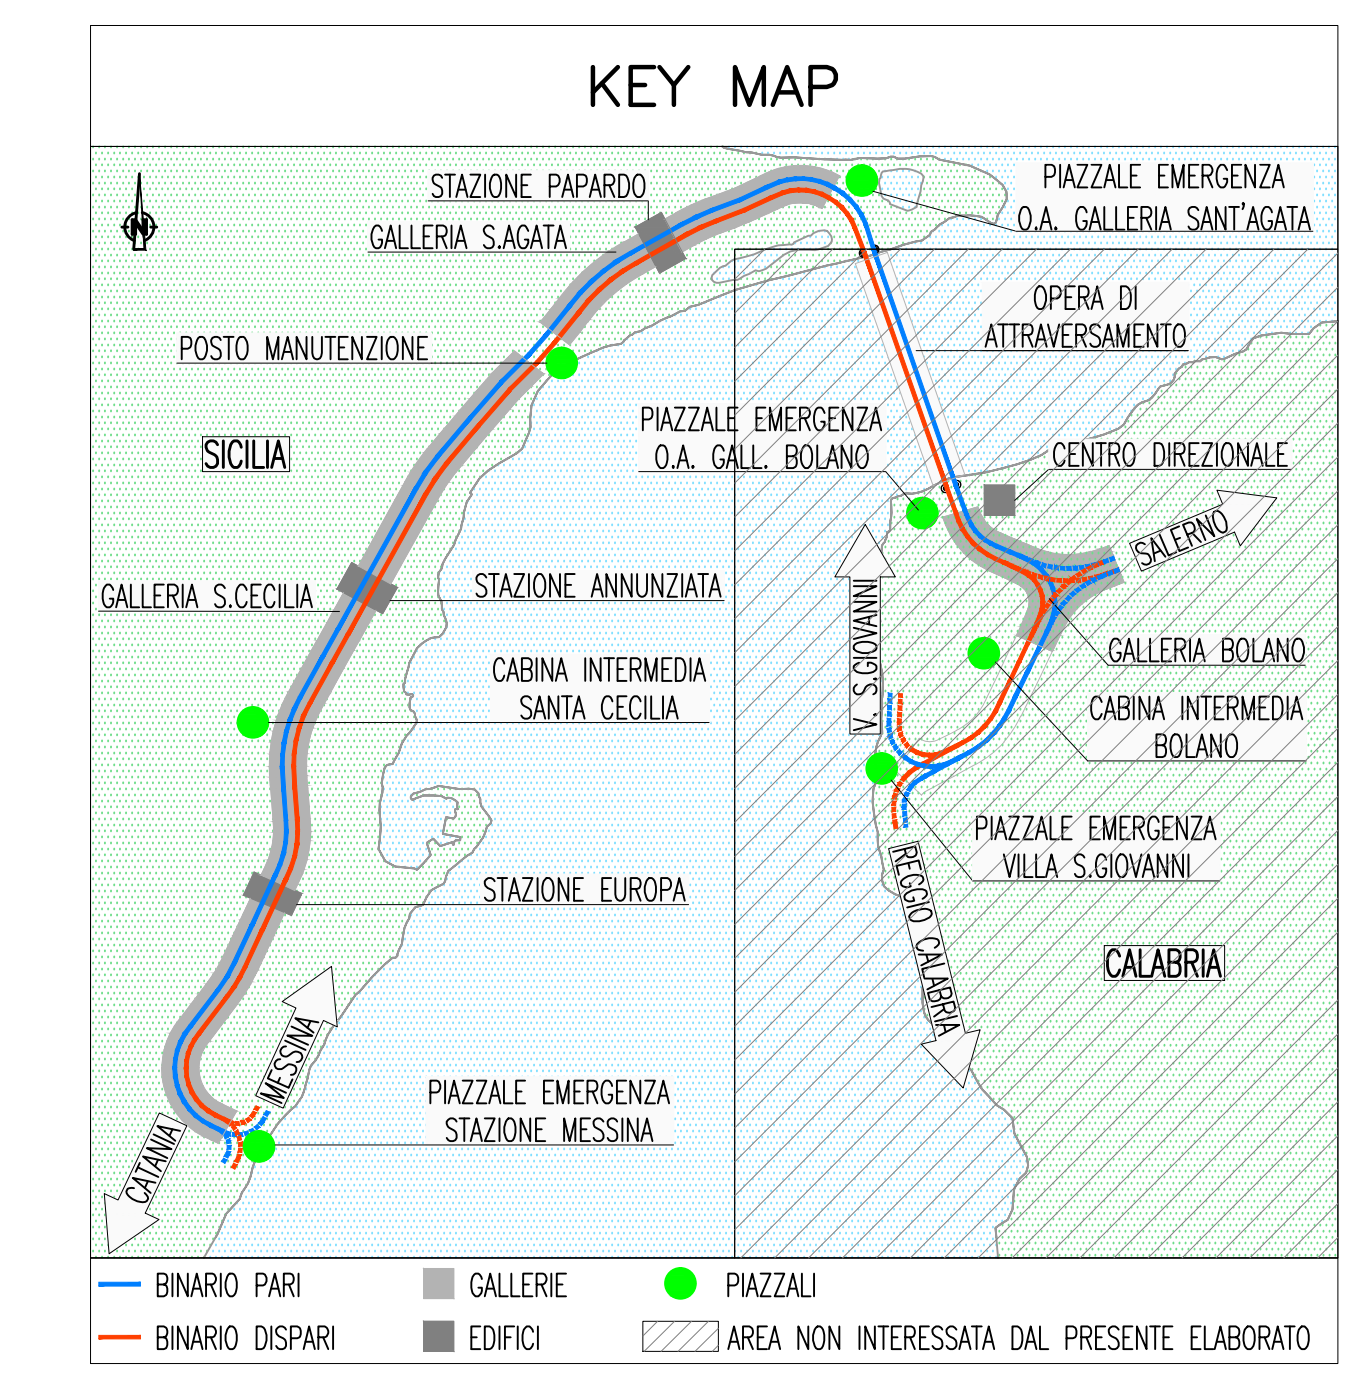 KEY MAP
STAZIONE PAPARDO
GALLERIA S.AGATA
PIAZZALE EMERGENZA
O.A. GALLERIA SANT'AGATA
N
OPERA DI
ATTRAVERSAMENTO
POSTO MANUTENZIONE
PIAZZALE EMERGENZA
O.A. GALL. BOLANO
SICILIA
CENTRO DIREZIONALE
SALERNO
GALLERIA S.CECILIA
STAZIONE ANNUNZIATA
V. S.GIOVANNI
GALLERIA BOLANO
CABINA INTERMEDIA
SANTA CECILIA
CABINA INTERMEDIA
BOLANO
PIAZZALE EMERGENZA
VILLA S.GIOVANNI
STAZIONE EUROPA
REGGIO CALABRIA
CALABRIA
MESSINA
PIAZZALE EMERGENZA
STAZIONE MESSINA
CATANIA
BINARIO PARI
GALLERIE
PIAZZALI
BINARIO DISPARI
EDIFICI
AREA NON INTERESSATA DAL PRESENTE ELABORATO